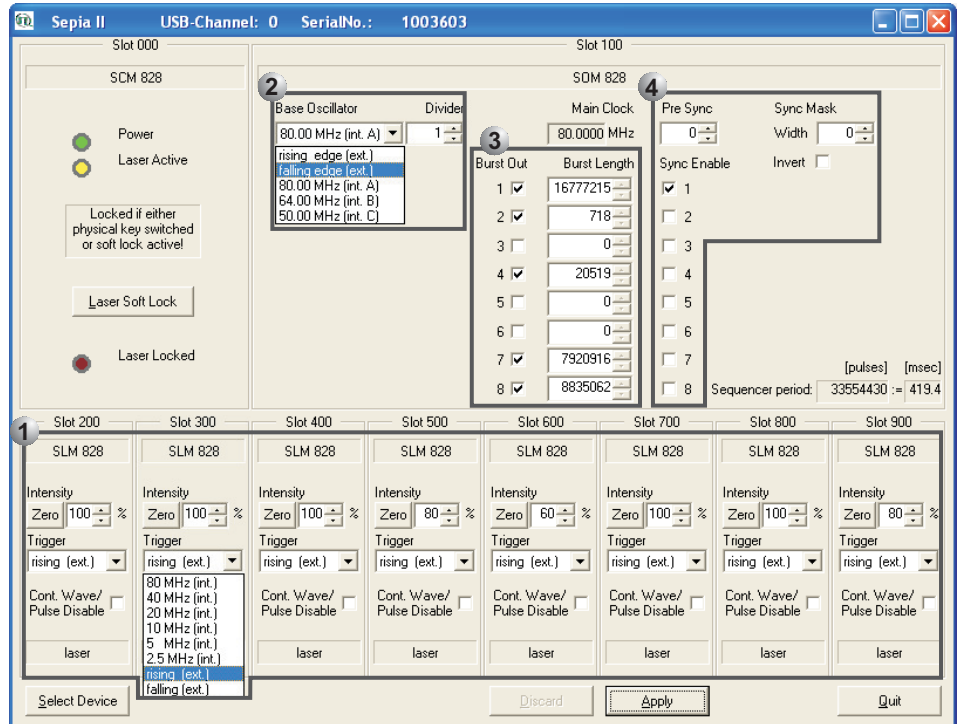 Sepia II USB-Channel: 0 SerialNo.: 1003603
Slot 000
SCM 828
Power
Laser Active
Locked if either
physical key switched
or soft lock active!
Laser Soft Lock
Laser Locked
Slot 100
SOM 828
2
Base Oscillator Divider
80.00 MHz (int. A) 1
rising edge (ext.)
falling edge (ext.)
80.00 MHz (int. A)
64.00 MHz (int. B)
50.00 MHz (int. C)
Main Clock
80.0000 MHz
3
Burst Out Burst Length
1 16777215
2 718
3 0
4 20519
5 0
6 0
7 7920916
8 8835062
4
Pre Sync Sync Mask
0 Width 0
Sync Enable Invert
1
2
3
4
5
6
7
8
[pulses] [msec]
Sequencer period: 33554430 := 419.4
1
Slot 200
SLM 828
Intensity
Zero 100 %
Trigger
rising (ext.)
Cont. Wave/
Pulse Disable
laser
Slot 300
SLM 828
Intensity
Zero 100 %
Trigger
rising (ext.)
80 MHz (int.)
40 MHz (int.)
20 MHz (int.)
10 MHz (int.)
5 MHz (int.)
2.5 MHz (int.)
rising (ext.)
falling (ext.)
Slot 400
SLM 828
Intensity
Zero 100 %
Trigger
rising (ext.)
Cont. Wave/
Pulse Disable
laser
Slot 500
SLM 828
Intensity
Zero 80 %
Trigger
rising (ext.)
Cont. Wave/
Pulse Disable
laser
Slot 600
SLM 828
Intensity
Zero 60 %
Trigger
rising (ext.)
Cont. Wave/
Pulse Disable
laser
Slot 700
SLM 828
Intensity
Zero 100 %
Trigger
rising (ext.)
Cont. Wave/
Pulse Disable
laser
Slot 800
SLM 828
Intensity
Zero 100 %
Trigger
rising (ext.)
Cont. Wave/
Pulse Disable
laser
Slot 900
SLM 828
Intensity
Zero 80 %
Trigger
rising (ext.)
Cont. Wave/
Pulse Disable
laser
Select Device Discard Apply Quit